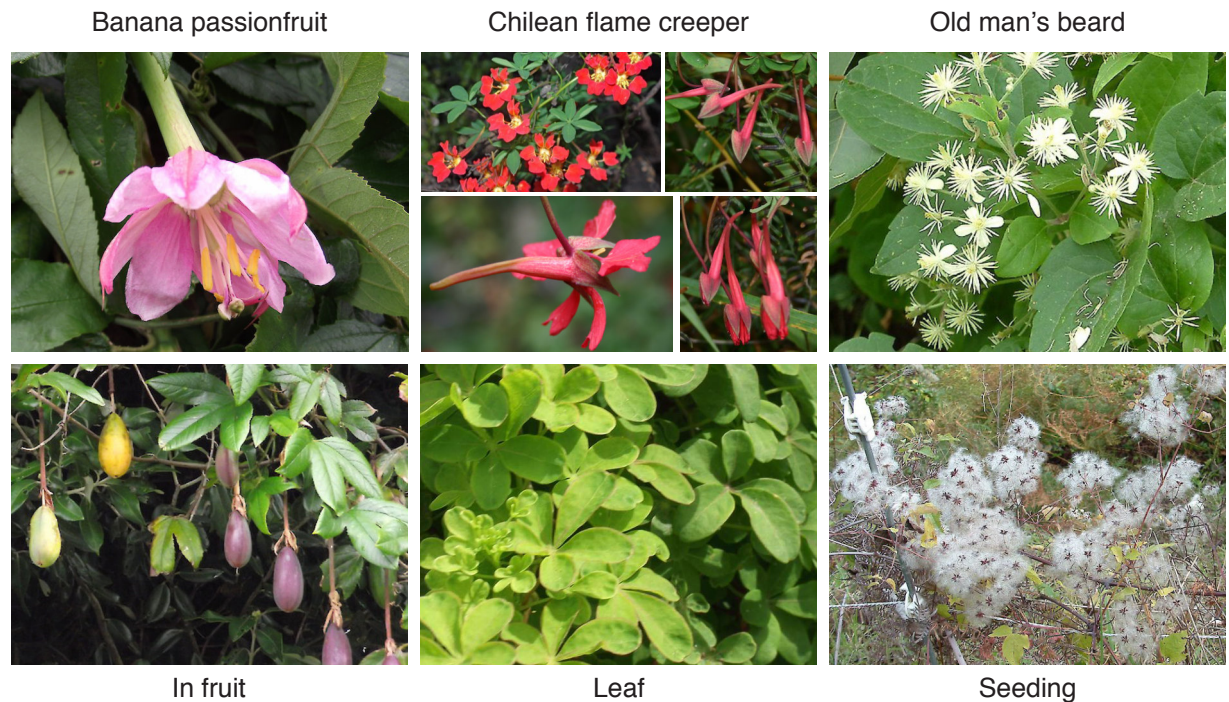 Banana passionfruit
Chilean flame creeper
Old man's beard
In fruit
Leaf
Seeding